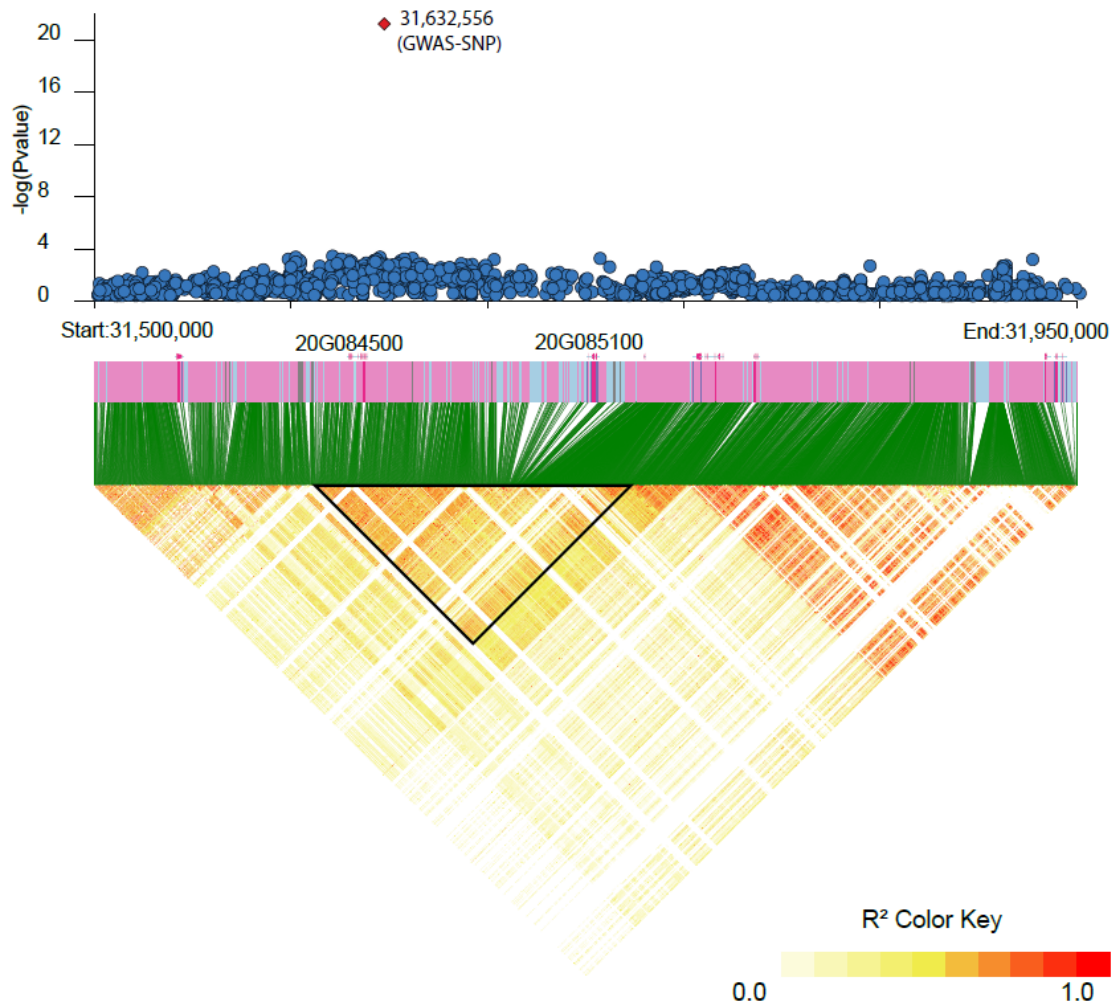 31,632,556
(GWAS-SNP)
-log(Pvalue)
20
16
12
8
4
0
Start:31,500,000
End:31,950,000
20G084500
20G085100
R² Color Key
0.0
1.0